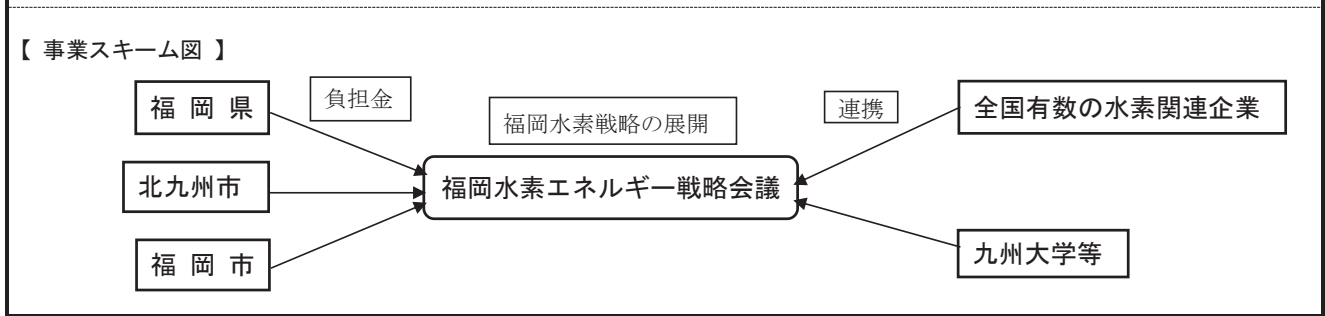 【 事業スキーム図 】
福 岡 県
負担金
福岡水素戦略の展開
連携
全国有数の水素関連企業
北九州市
福岡水素エネルギー戦略会議
福 岡 市
九州大学等